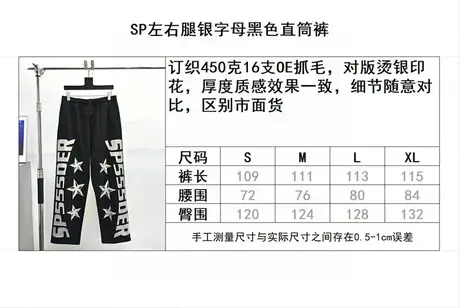 SP左右腿银字母黑色直筒裤
订织450克16支OE抓毛，对版烫银印
花，厚度质感效果一致，细节随意对
比，区别市面货
尺码 S M L XL
裤长 109 111 113 115
腰围 72 76 80 84
臀围 120 124 128 132
手工测量尺寸与实际尺寸之间存在0.5-1cm误差
SPSSSDER
SPSSSDER